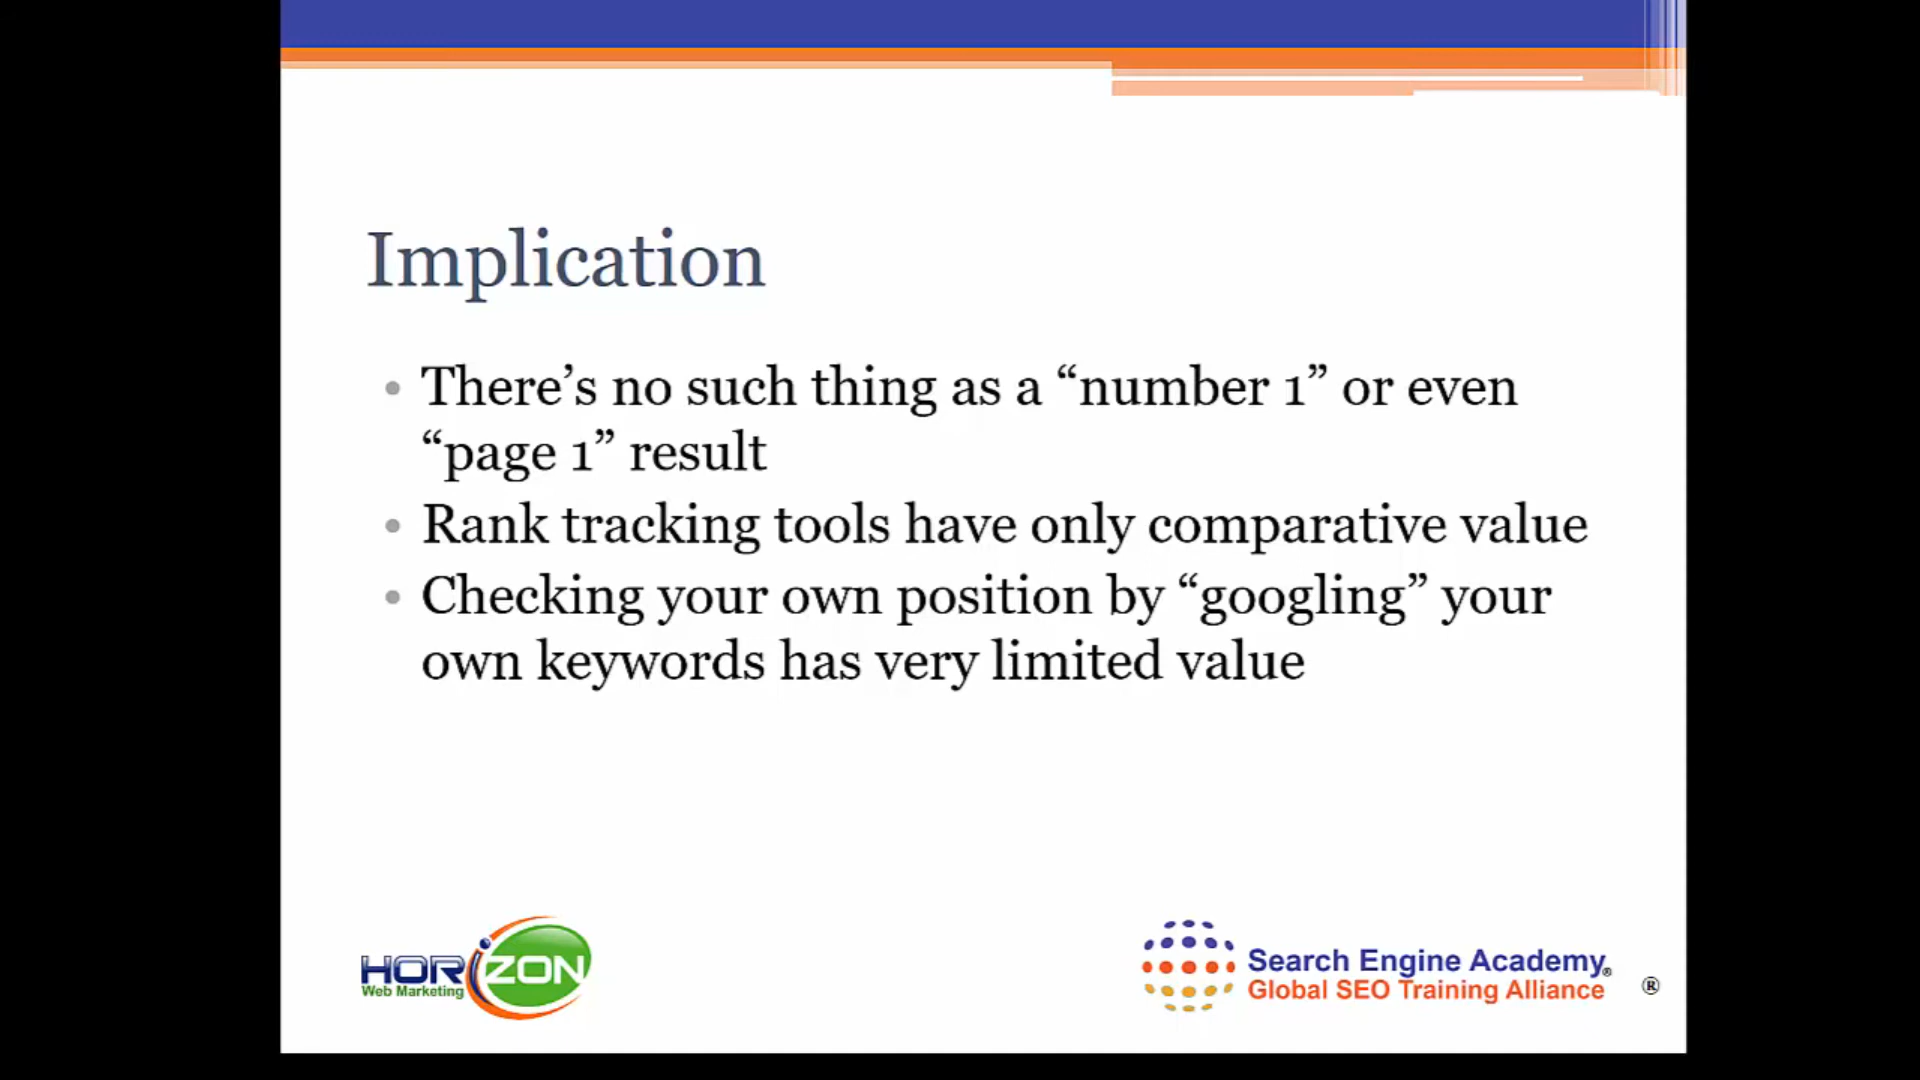 Implication
• There’s no such thing as a “number 1” or even
“page 1” result
• Rank tracking tools have only comparative value
• Checking your own position by “googling” your
own keywords has very limited value
HORiZON
Web Marketing
Search Engine Academy®
Global SEO Training Alliance
®